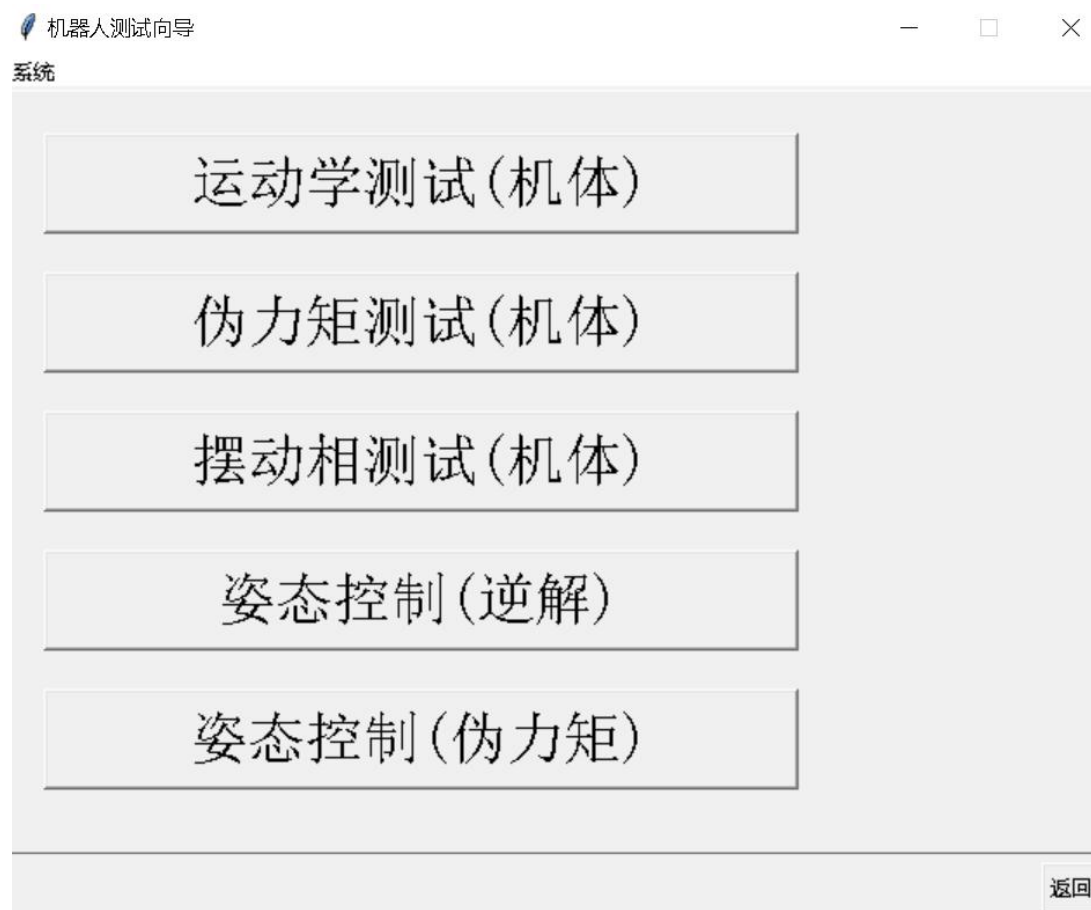 机器人测试向导
系统
运动学测试(机体)
伪力矩测试(机体)
摆动相测试(机体)
姿态控制(逆解)
姿态控制(伪力矩)
返回